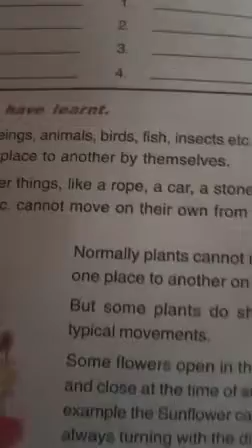 1.
2.
3.
4.
have learnt.
eings, animals, birds, fish, insects etc
place to another by themselves.
er things, like a rope, a car, a stone
c. cannot move on their own from
Normally plants cannot
one place to another on
But some plants do sh
typical movements.
Some flowers open in th
and close at the time of
example the Sunflower ca
always turning with the